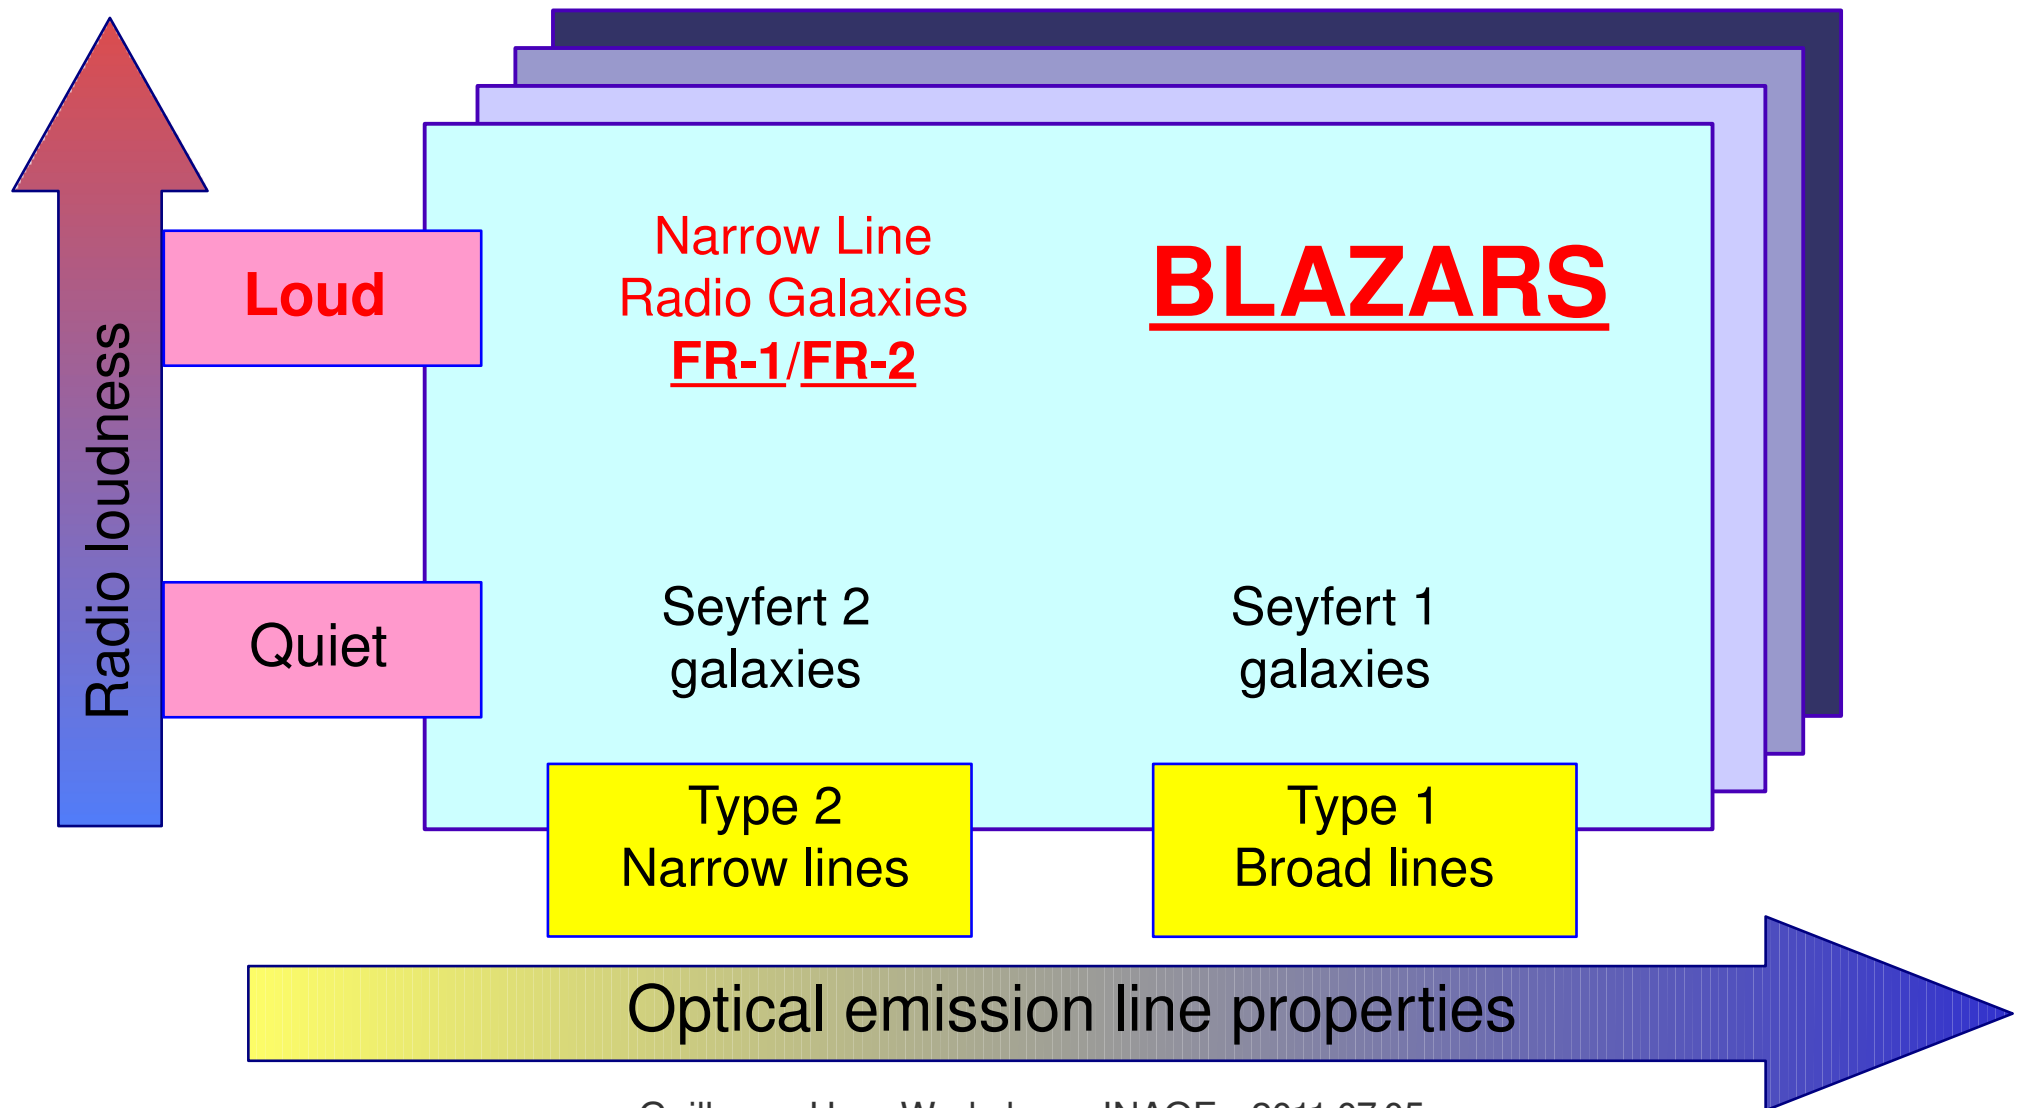 Radio loudness
Loud
Narrow Line
Radio Galaxies
FR-1/FR-2
BLAZARS
Quiet
Seyfert 2
galaxies
Seyfert 1
galaxies
Type 2
Narrow lines
Type 1
Broad lines
Optical emission line properties